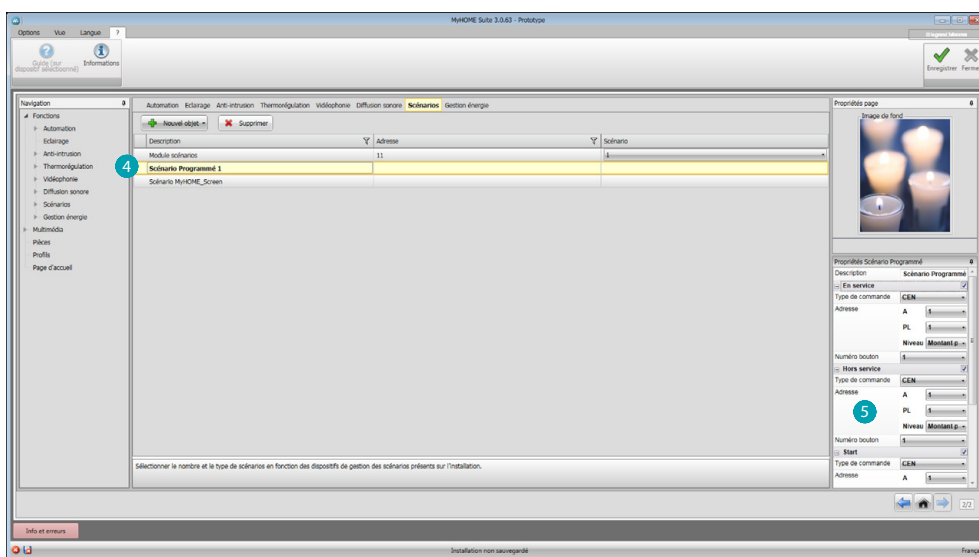 MyHOME Suite 3.0.63 - Prototype
Options Vue Langue ?
Guide (sur dispositif sélectionné)
Informations
Enregistrer
Navigation
Fonctions
Automation
Eclairage
Anti-intrusion
Thermorégulation
Vidéophonie
Diffusion sonore
Scénarios
Gestion énergie
Multimédia
Pièces
Profils
Page d'accueil
Automation Eclairage Anti-intrusion Thermorégulation Vidéophonie Diffusion sonore Scénarios Gestion énergie
Nouvel objet Supprimer
Description Adresse Scénario
Module scénarios 11 1
4 Scénario Programmé 1
Scénario MyHOME_Screen
Sélectionner le nombre et le type de scénarios en fonction des dispositifs de gestion des scénarios présents sur l'installation.
Propriétés page
Image de fond
Propriétés Scénario Programmé
Description Scénario Programmé
En service
Type de commande CEN
Adresse A 1
PL 1
Niveau Montant p
Numéro bouton 1
Hors service
Type de commande CEN
Adresse A 1
5 PL 1
Niveau Montant p
Numéro bouton 1
Start
Type de commande CEN
Adresse A 1
2/2
Info et erreurs
Installation non sauvegardé